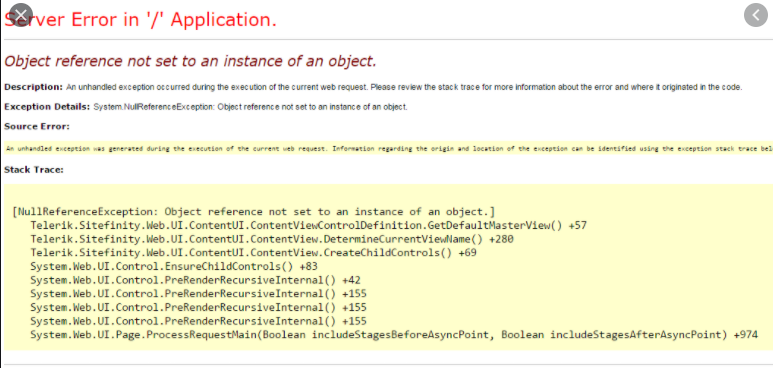 Server Error in '/' Application.
Object reference not set to an instance of an object.
Description: An unhandled exception occurred during the execution of the current web request. Please review the stack trace for more information about the error and where it originated in the code.
Exception Details: System.NullReferenceException: Object reference not set to an instance of an object.
Source Error:
An unhandled exception was generated during the execution of the current web request. Information regarding the origin and location of the exception can be identified using the exception stack trace bel
Stack Trace:
[NullReferenceException: Object reference not set to an instance of an object.]
Telerik.Sitefinity.Web.UI.ContentUI.ContentViewControlDefinition.GetDefaultMasterView() +57
Telerik.Sitefinity.Web.UI.ContentUI.ContentView.DetermineCurrentViewName() +280
Telerik.Sitefinity.Web.UI.ContentUI.ContentView.CreateChildControls() +69
System.Web.UI.Control.EnsureChildControls() +83
System.Web.UI.Control.PreRenderRecursiveInternal() +42
System.Web.UI.Control.PreRenderRecursiveInternal() +155
System.Web.UI.Control.PreRenderRecursiveInternal() +155
System.Web.UI.Control.PreRenderRecursiveInternal() +155
System.Web.UI.Page.ProcessRequestMain(Boolean includeStagesBeforeAsyncPoint, Boolean includeStagesAfterAsyncPoint) +974